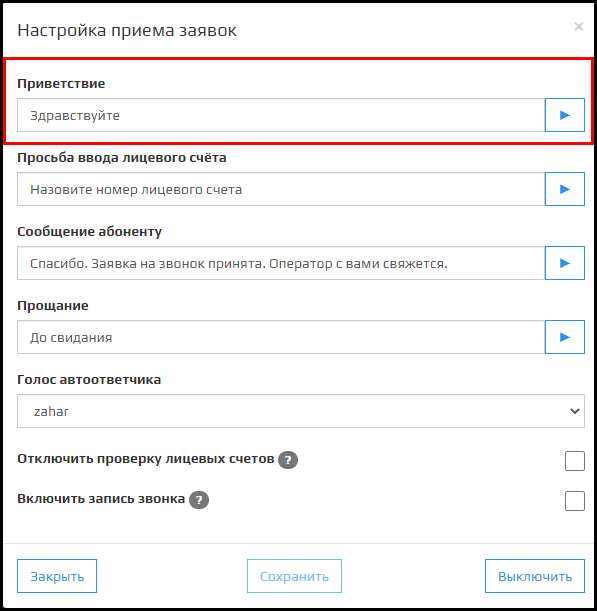 Настройка приема заявок
×
Приветствие
Здравствуйте
Просьба ввода лицевого счёта
Назовите номер лицевого счета
Сообщение абоненту
Спасибо. Заявка на звонок принята. Оператор с вами свяжется.
Прощание
До свидания
Голос автоответчика
zahar
Отключить проверку лицевых счетов ?
Включить запись звонка ?
Закрыть Сохранить Выключить